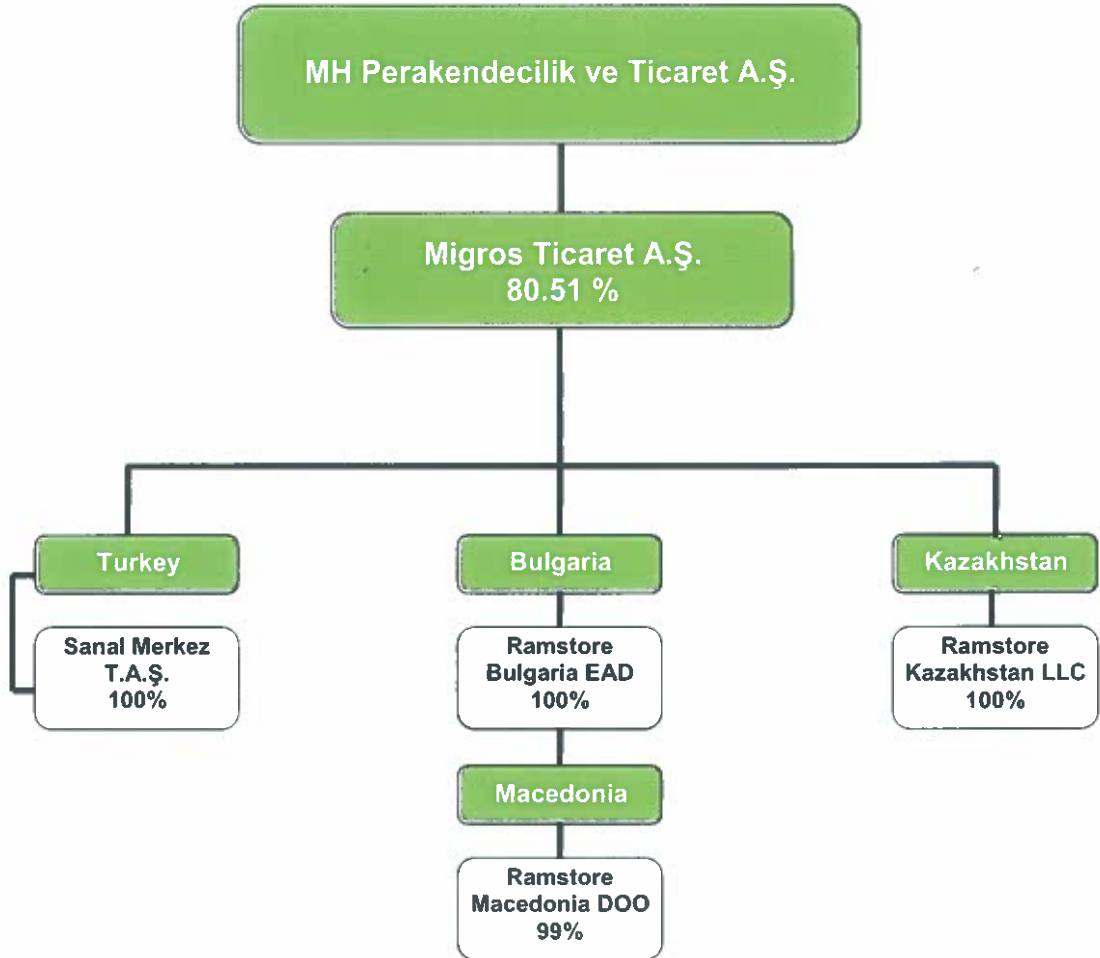 MH Perakendecilik ve Ticaret A.Ş.
Migros Ticaret A.Ş.
80.51 %
Turkey
Bulgaria
Kazakhstan
Sanal Merkez
T.A.Ş.
100%
Ramstore
Bulgaria EAD
100%
Ramstore
Kazakhstan LLC
100%
Macedonia
Ramstore
Macedonia DOO
99%